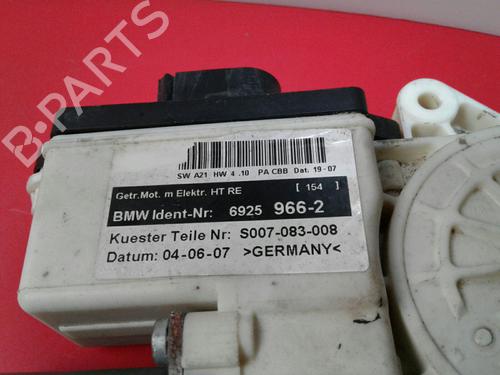 B-PARTS
SW A21 HW 4 .10 PA CBB Dat. 19-07
Getr.Mot. m Elektr. HT RE [ 154 ]
BMW Ident-Nr: 6925 966-2
Kuester Teile Nr: S007-083-008
Datum: 04-06-07 >GERMANY<